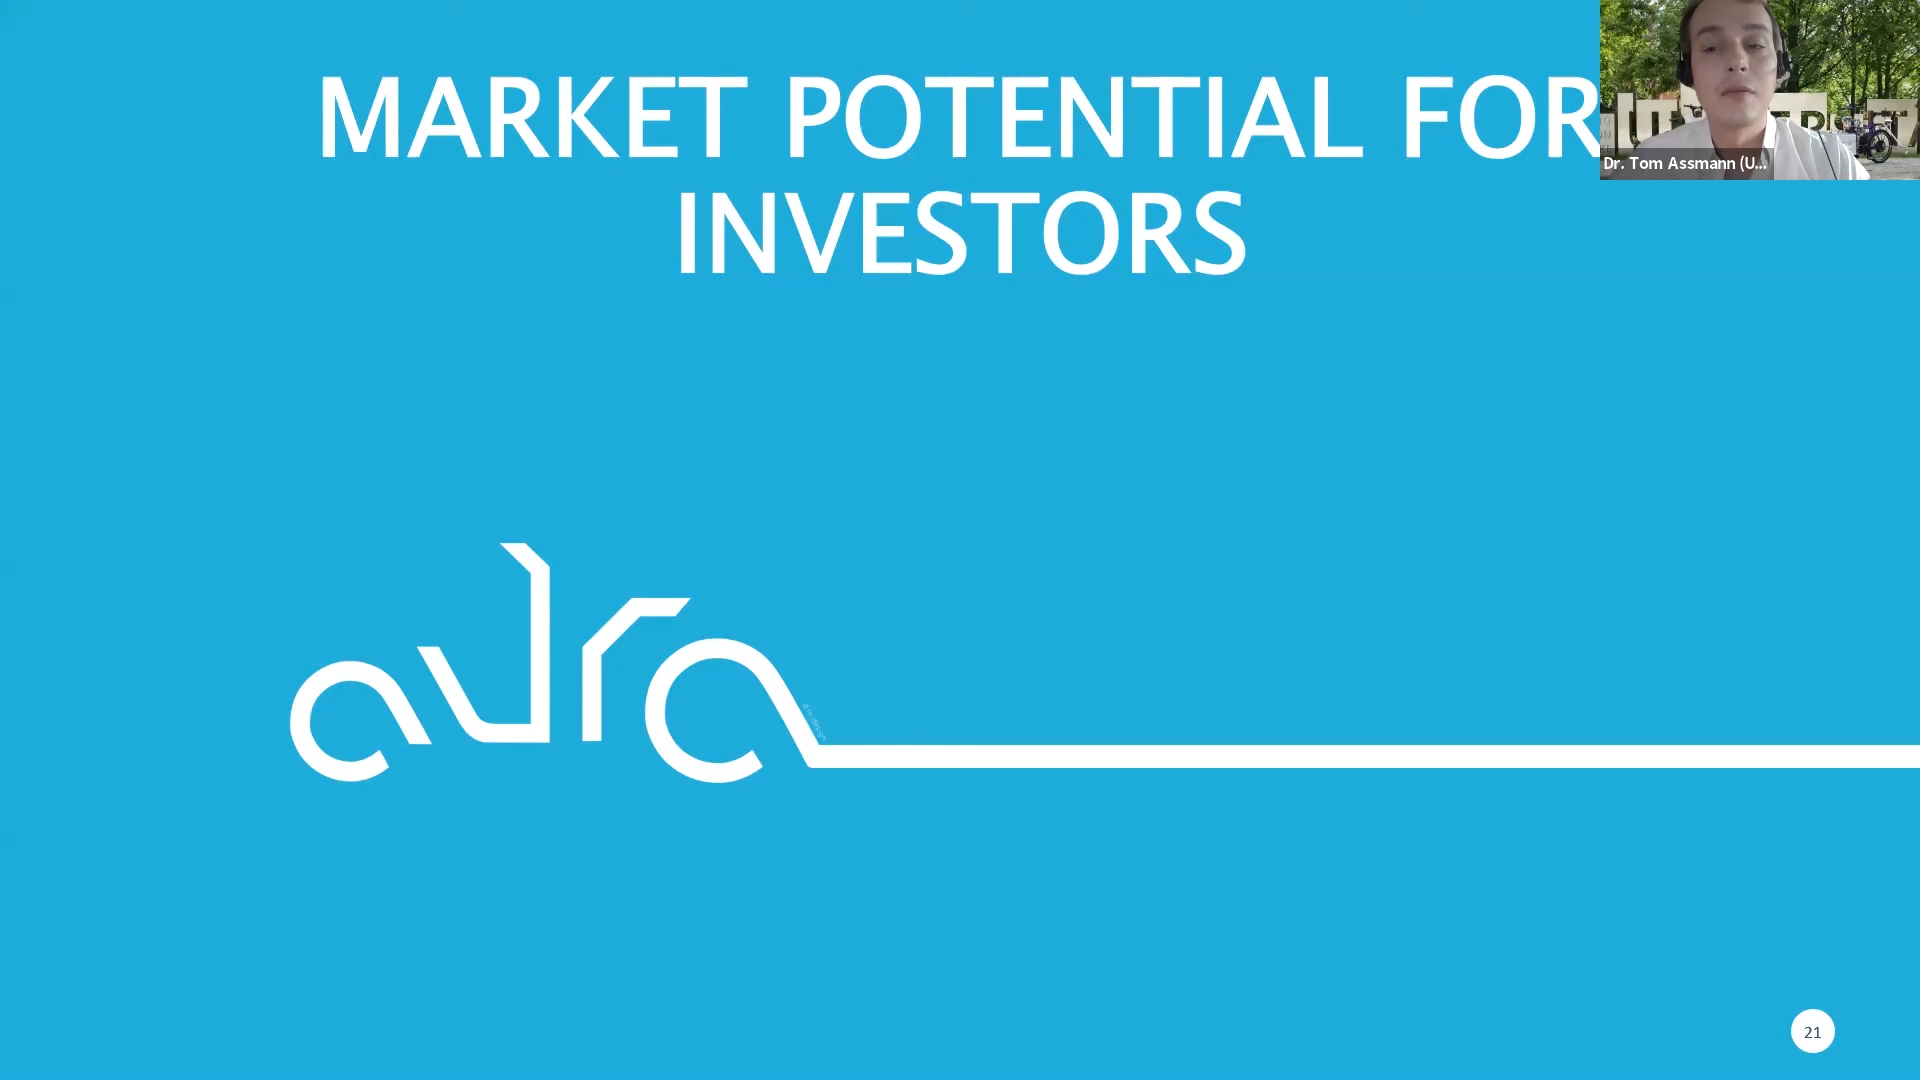 MARKET POTENTIAL FOR
INVESTORS
Dr. Tom Assmann (U...
aura
21